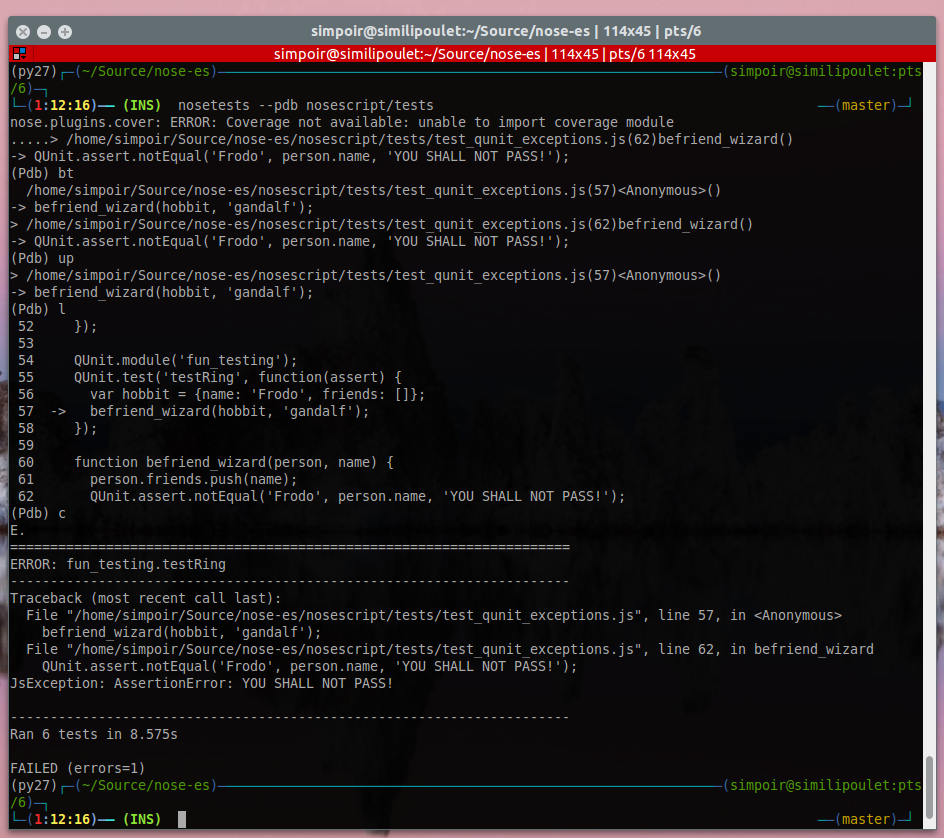 simpoir@similipoulet:~/Source/nose-es | 114x45 | pts/6
simpoir@similipoulet:~/Source/nose-es | 114x45 | pts/6 114x45
(py27)┌─(~/Source/nose-es)────(simpoir@similipoulet:pts
/6)─┐
└─(1:12:16)── (INS)  nosetests --pdb nosescript/tests ──(master)─┘
nose.plugins.cover: ERROR: Coverage not available: unable to import coverage module
.....> /home/simpoir/Source/nose-es/nosescript/tests/test_qunit_exceptions.js(62)befriend_wizard()
-> QUnit.assert.notEqual('Frodo', person.name, 'YOU SHALL NOT PASS!');
(Pdb) bt
  /home/simpoir/Source/nose-es/nosescript/tests/test_qunit_exceptions.js(57)<Anonymous>()
-> befriend_wizard(hobbit, 'gandalf');
> /home/simpoir/Source/nose-es/nosescript/tests/test_qunit_exceptions.js(62)befriend_wizard()
-> QUnit.assert.notEqual('Frodo', person.name, 'YOU SHALL NOT PASS!');
(Pdb) up
> /home/simpoir/Source/nose-es/nosescript/tests/test_qunit_exceptions.js(57)<Anonymous>()
-> befriend_wizard(hobbit, 'gandalf');
(Pdb) l
 52     });
 53
 54     QUnit.module('fun_testing');
 55     QUnit.test('testRing', function(assert) {
 56       var hobbit = {name: 'Frodo', friends: []};
 57  ->   befriend_wizard(hobbit, 'gandalf');
 58     });
 59
 60     function befriend_wizard(person, name) {
 61       person.friends.push(name);
 62       QUnit.assert.notEqual('Frodo', person.name, 'YOU SHALL NOT PASS!');
(Pdb) c
E.
======================================================================
ERROR: fun_testing.testRing
----------------------------------------------------------------------
Traceback (most recent call last):
  File "/home/simpoir/Source/nose-es/nosescript/tests/test_qunit_exceptions.js", line 57, in <Anonymous>
    befriend_wizard(hobbit, 'gandalf');
  File "/home/simpoir/Source/nose-es/nosescript/tests/test_qunit_exceptions.js", line 62, in befriend_wizard
    QUnit.assert.notEqual('Frodo', person.name, 'YOU SHALL NOT PASS!');
JsException: AssertionError: YOU SHALL NOT PASS!
----------------------------------------------------------------------
Ran 6 tests in 8.575s
FAILED (errors=1)
(py27)┌─(~/Source/nose-es)────(simpoir@similipoulet:pts
/6)─┐
└─(1:12:16)── (INS) ──(master)─┘